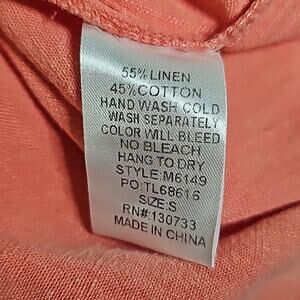 55% LINEN
45% COTTON
HAND WASH COLD
WASH SEPARATELY
COLOR WILL BLEED
NO BLEACH
HANG TO DRY
STYLE:M6149
PO:TL68616
SIZE:S
RN#:130733
MADE IN CHINA